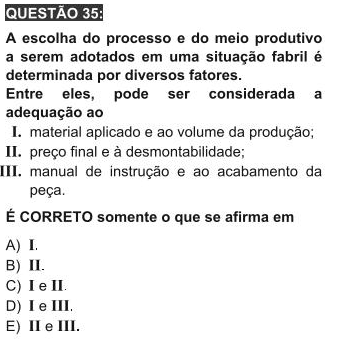 QUESTÃO 35:
A escolha do processo e do meio produtivo
a serem adotados em uma situação fabril é
determinada por diversos fatores.
Entre eles, pode ser considerada a
adequação ao
I. material aplicado e ao volume da produção;
II. preço final e à desmontabilidade;
III. manual de instrução e ao acabamento da
peça.
É CORRETO somente o que se afirma em
A) I.
B) II.
C) I e II.
D) I e III.
E) II e III.